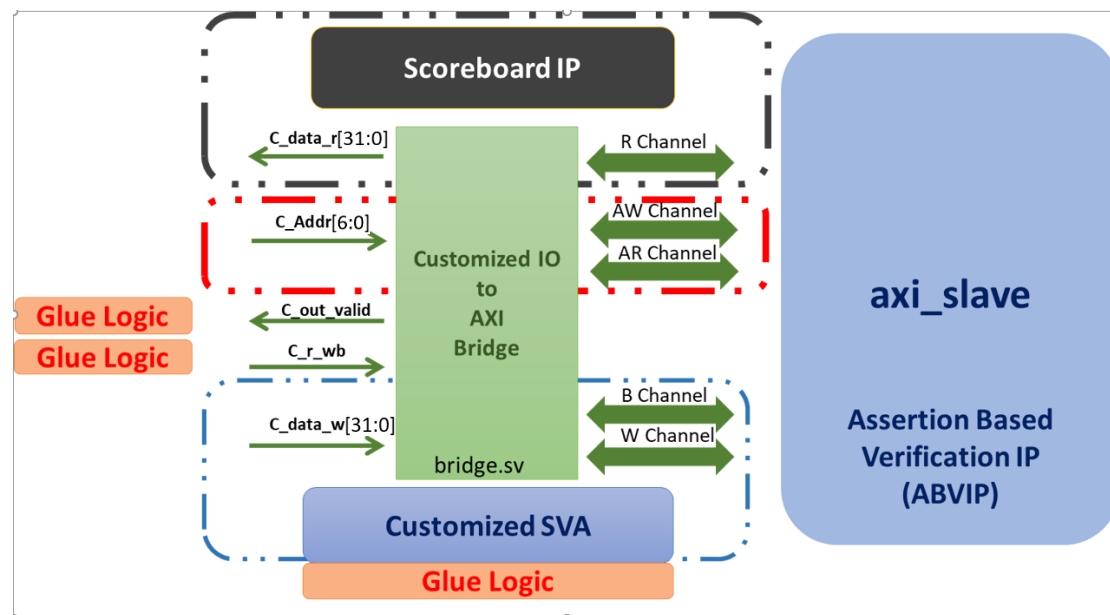 Scoreboard IP
C_data_r[31:0]
R Channel
C_Addr[6:0]
AW Channel
AR Channel
Customized IO
to
AXI
Bridge
axi_slave
Glue Logic
C_out_valid
Glue Logic
C_r_wb
B Channel
C_data_w[31:0]
W Channel
bridge.sv
Assertion Based
Verification IP
(ABVIP)
Customized SVA
Glue Logic